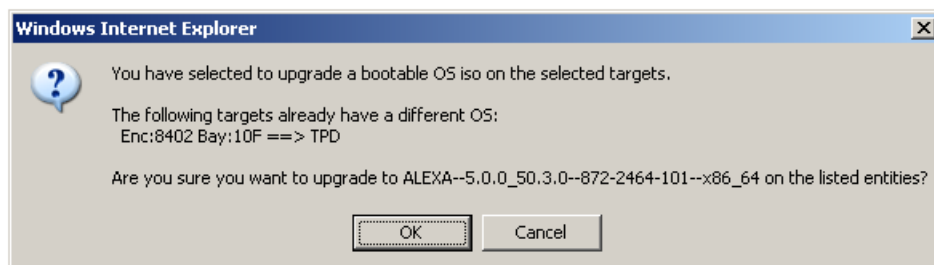 Windows Internet Explorer
You have selected to upgrade a bootable OS iso on the selected targets.
The following targets already have a different OS:
Enc:8402 Bay:10F ==> TPD
Are you sure you want to upgrade to ALEXA--5.0.0_50.3.0--872-2464-101--x86_64 on the listed entities?
OK
Cancel